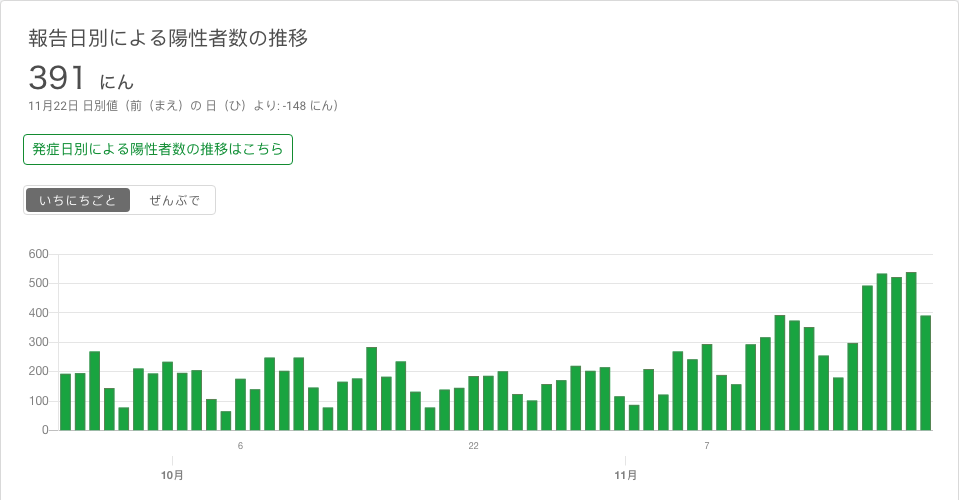 報告日別による陽性者数の推移
391 にん
11月22日 日別値（前（まえ）の 日（ひ）より: -148 にん）
発症日別による陽性者数の推移はこちら
いちにちごと ぜんぶで
600
500
400
300
200
100
0
6 22 7
10月 11月